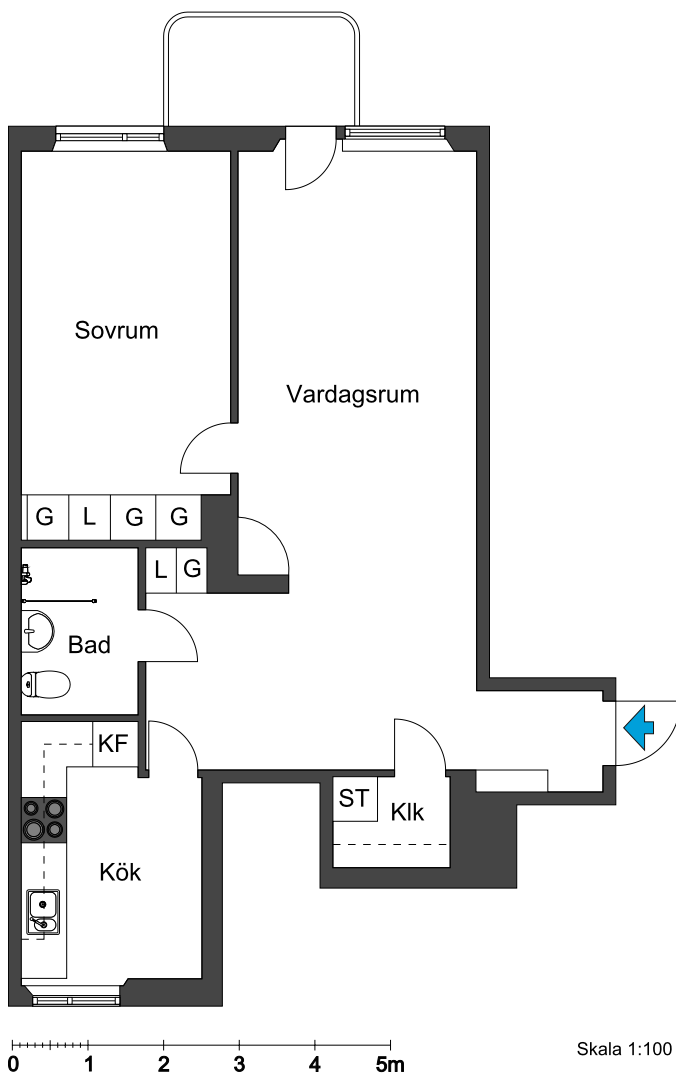 Sovrum
Vardagsrum
G L G G
L G
Bad
KF
ST
Klk
Kök
0 1 2 3 4 5m
Skala 1:100